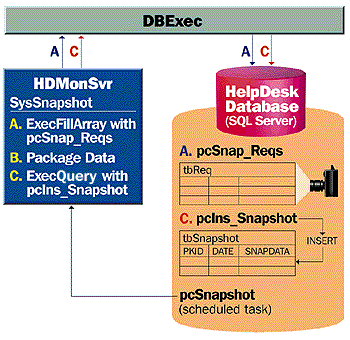 DBExec
A C
A C
HDMonSvr
SysSnapshot
A. ExecFillArray with
pcSnap_Reqs
B. Package Data
C. ExecQuery with
pcIns_Snapshot
HelpDesk
Database
(SQL Server)
A. pcSnap_Reqs
tbReq
C. pcIns_Snapshot
tbSnapshot
PKID DATE SNAPDATA
INSERT
pcSnapshot
(scheduled task)